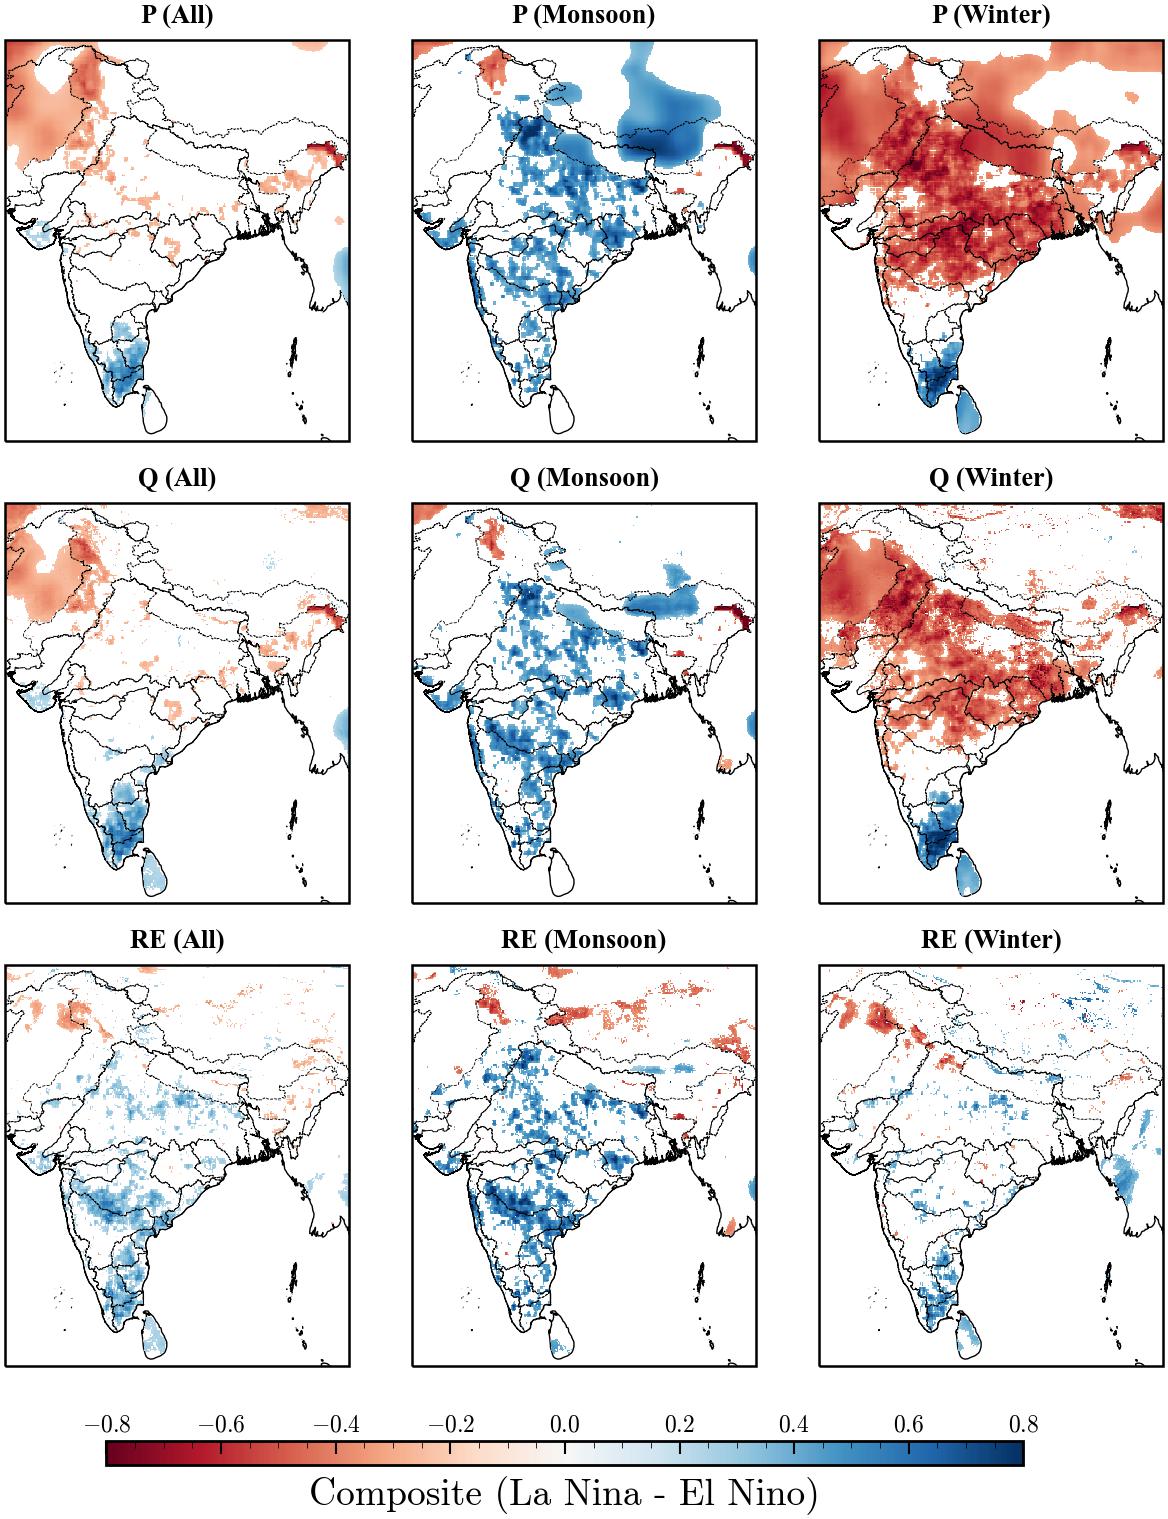 P (All) P (Monsoon) P (Winter)
Q (All) Q (Monsoon) Q (Winter)
RE (All) RE (Monsoon) RE (Winter)
−0.8 −0.6 −0.4 −0.2 0.0 0.2 0.4 0.6 0.8
Composite (La Nina - El Nino)